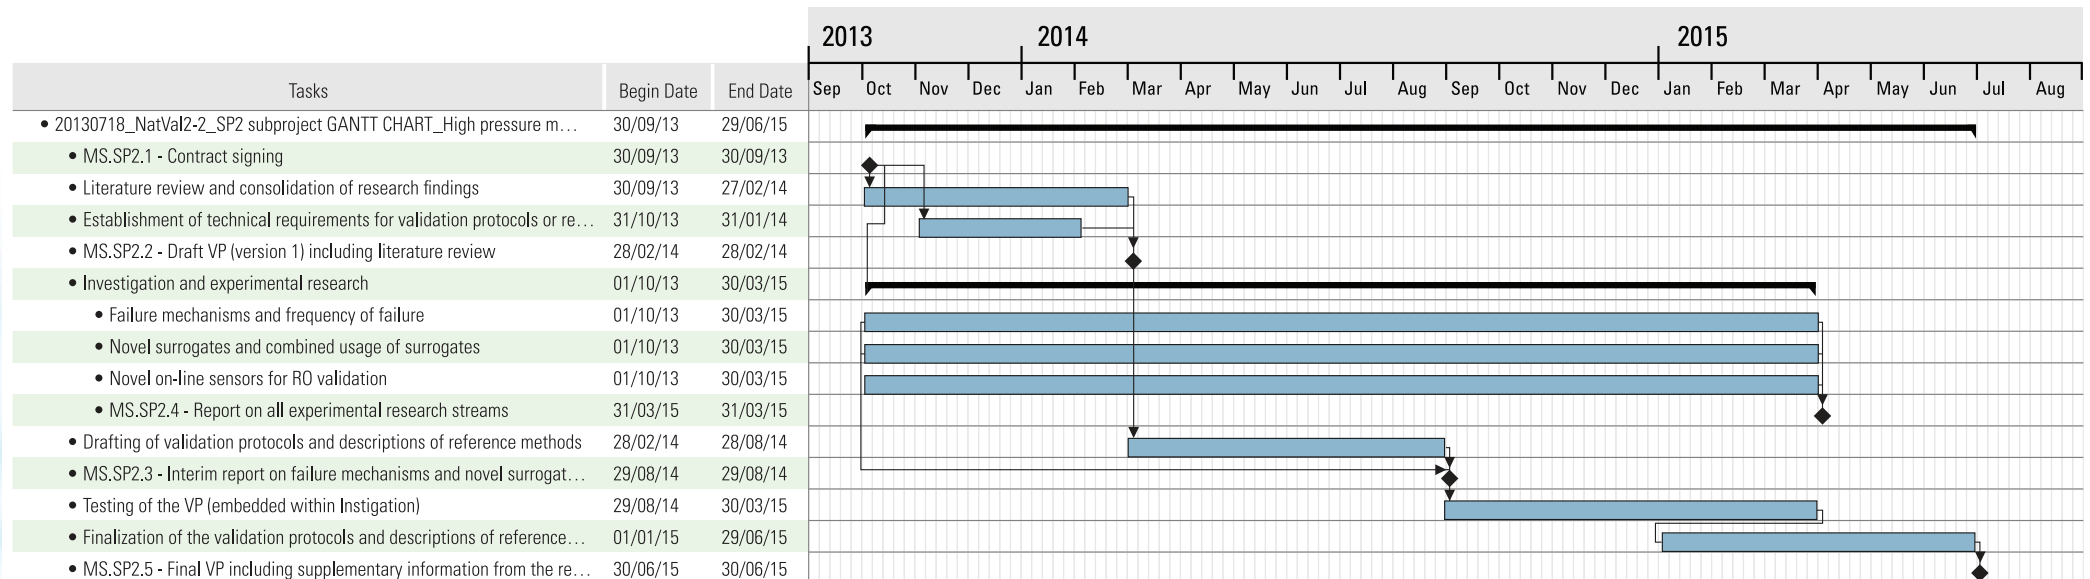 2013 2014 2015
Tasks Begin Date End Date Sep Oct Nov Dec Jan Feb Mar Apr May Jun Jul Aug Sep Oct Nov Dec Jan Feb Mar Apr May Jun Jul Aug
• 20130718_NatVal2-2_SP2 subproject GANTT CHART_High pressure m… 30/09/13 29/06/15
• MS.SP2.1 - Contract signing 30/09/13 30/09/13
• Literature review and consolidation of research findings 30/09/13 27/02/14
• Establishment of technical requirements for validation protocols or re… 31/10/13 31/01/14
• MS.SP2.2 - Draft VP (version 1) including literature review 28/02/14 28/02/14
• Investigation and experimental research 01/10/13 30/03/15
• Failure mechanisms and frequency of failure 01/10/13 30/03/15
• Novel surrogates and combined usage of surrogates 01/10/13 30/03/15
• Novel on-line sensors for RO validation 01/10/13 30/03/15
• MS.SP2.4 - Report on all experimental research streams 31/03/15 31/03/15
• Drafting of validation protocols and descriptions of reference methods 28/02/14 28/08/14
• MS.SP2.3 - Interim report on failure mechanisms and novel surrogat… 29/08/14 29/08/14
• Testing of the VP (embedded within Instigation) 29/08/14 30/03/15
• Finalization of the validation protocols and descriptions of reference… 01/01/15 29/06/15
• MS.SP2.5 - Final VP including supplementary information from the re… 30/06/15 30/06/15